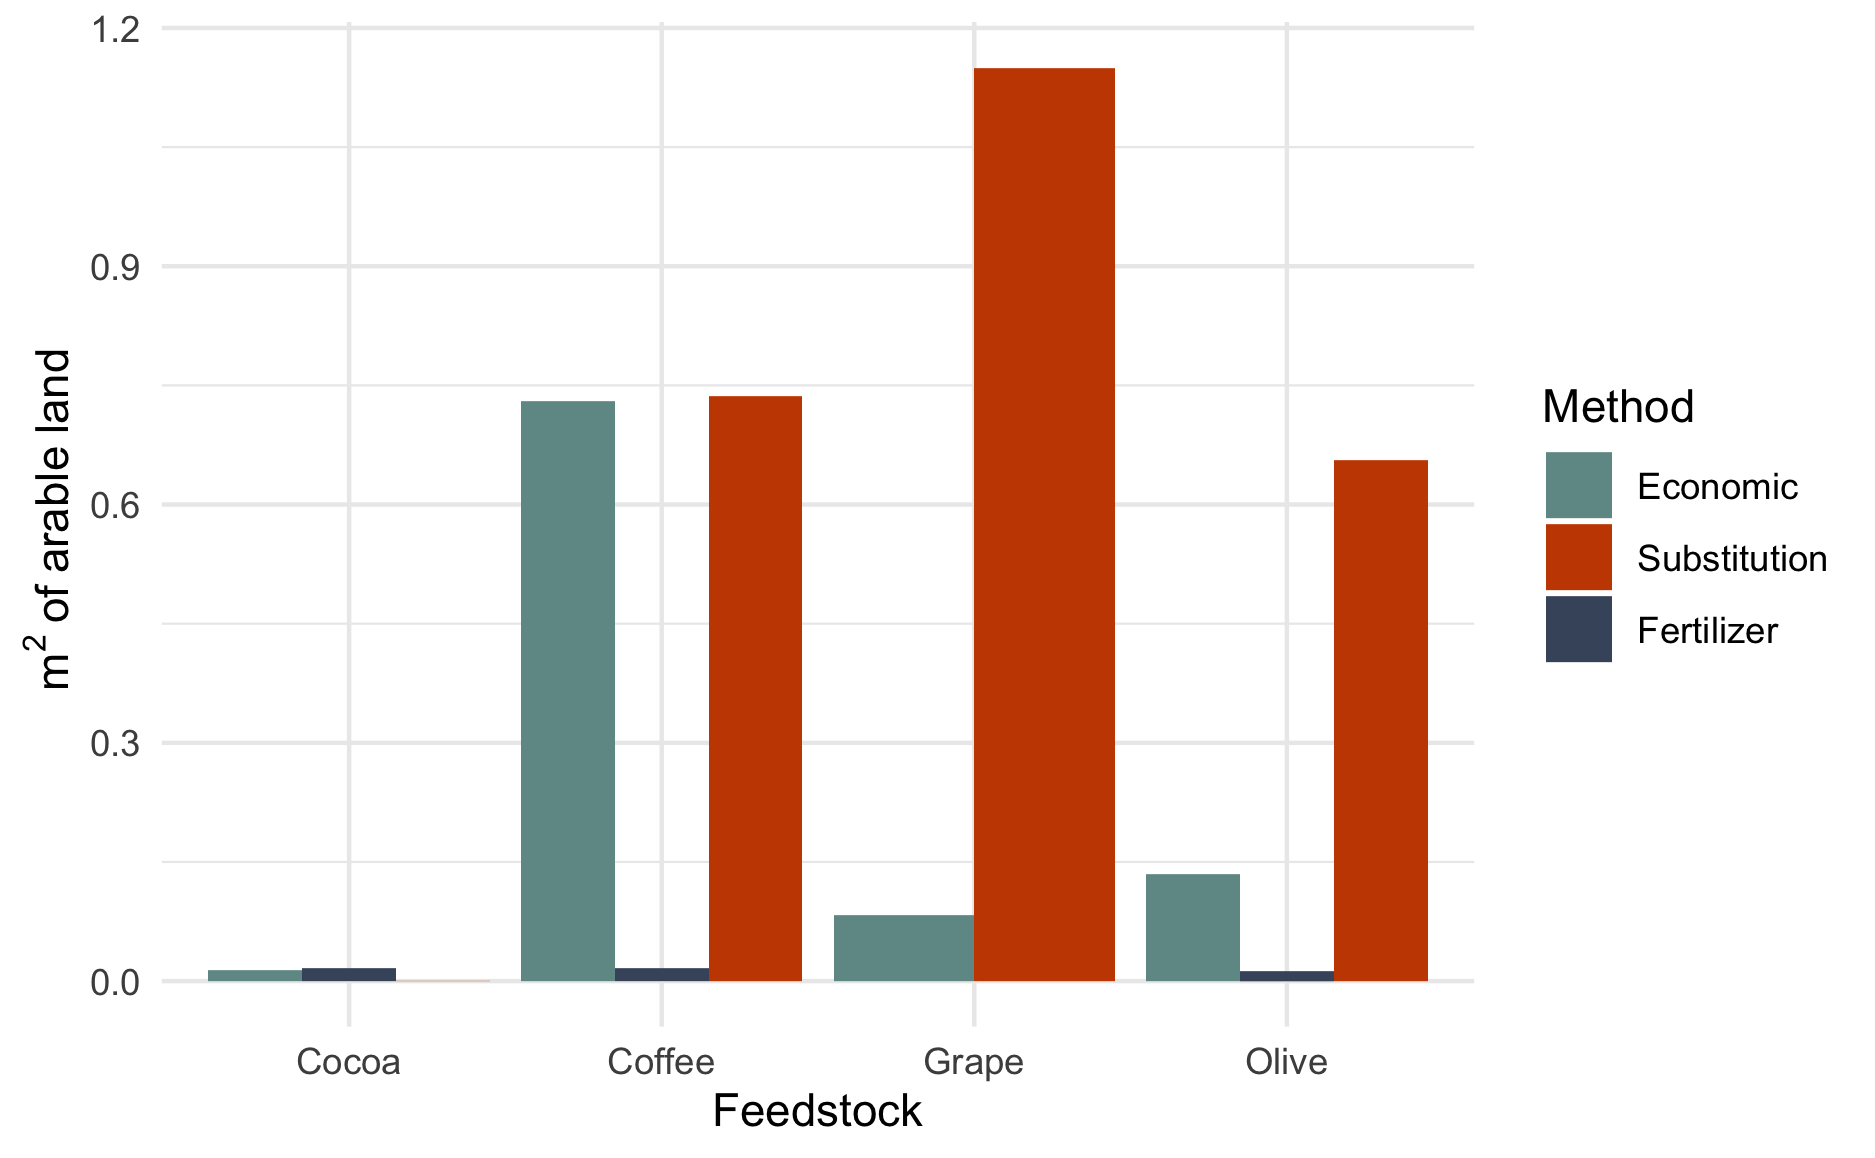 1.2
0.9
0.6
0.3
0.0
m² of arable land
Cocoa
Coffee
Grape
Olive
Feedstock
Method
Economic
Substitution
Fertilizer